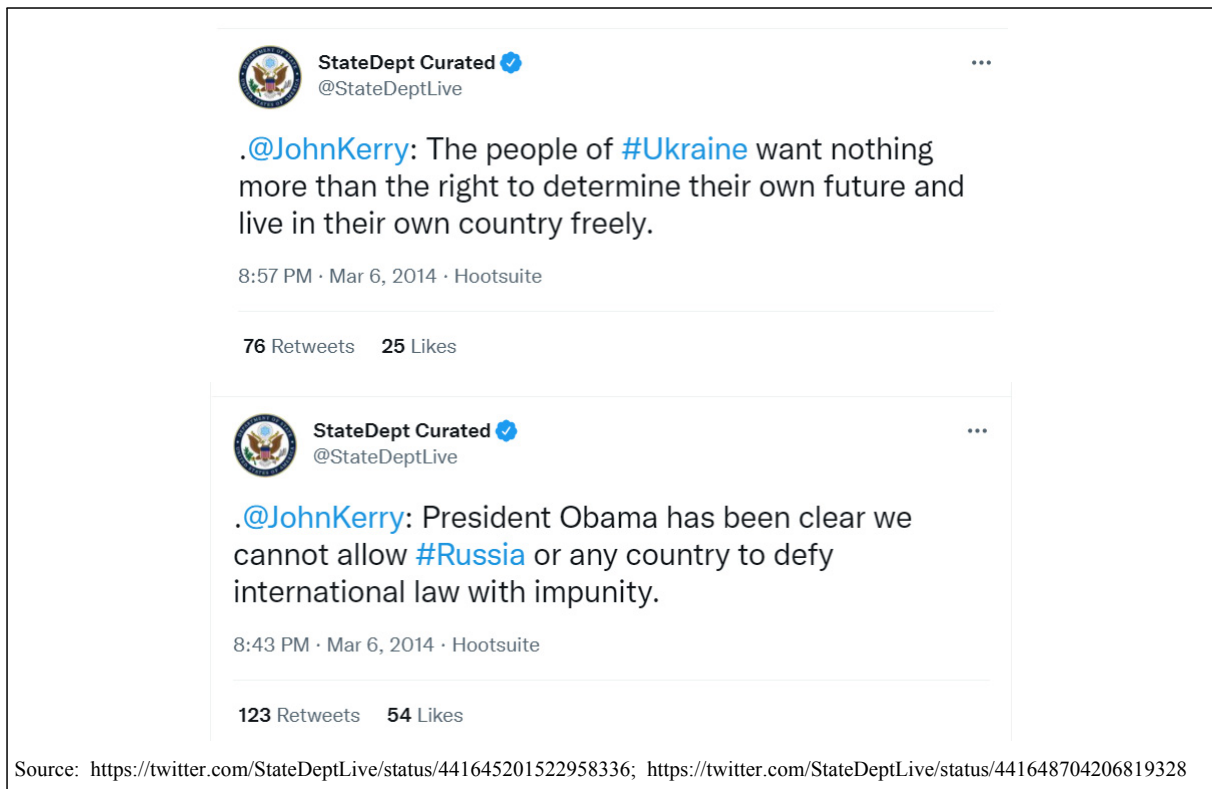 StateDept Curated
@StateDeptLive
.@JohnKerry: The people of #Ukraine want nothing
more than the right to determine their own future and
live in their own country freely.
8:57 PM · Mar 6, 2014 · Hootsuite
76 Retweets 25 Likes
StateDept Curated
@StateDeptLive
.@JohnKerry: President Obama has been clear we
cannot allow #Russia or any country to defy
international law with impunity.
8:43 PM · Mar 6, 2014 · Hootsuite
123 Retweets 54 Likes
Source: https://twitter.com/StateDeptLive/status/441645201522958336; https://twitter.com/StateDeptLive/status/441648704206819328